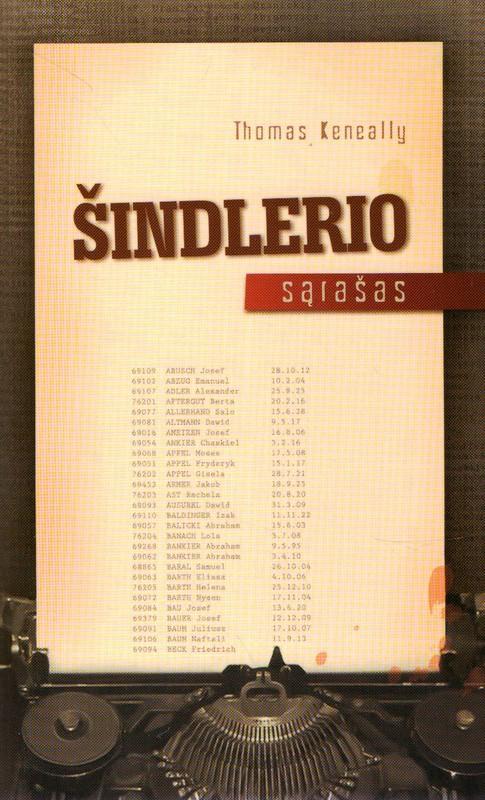 Thomas Keneally
ŠINDLERIO
sąrašas
69109 ABUSCH Josef 28.10.12
69102 ABZUG Emanuel 10.2.04
69107 ADLER Alexander 25.8.25
76201 AFTERGUT Berta 20.2.16
69077 ALLERHAND Salo 15.6.28
69081 ALTMANN Dawid 9.5.17
69016 AMEIZEN Josef 16.8.06
69054 ANKIER Chaskiel 5.2.16
69068 APFEL Moses 17.5.08
69051 APPEL Fryderyk 15.1.17
76202 APPEL Gisela 28.7.21
69453 ARMER Jakob 18.9.25
76203 AST Rachela 20.8.20
68093 AUSUBEL Dawid 31.3.09
69110 BALDINGER Izak 11.11.22
69057 BALICKI Abraham 15.6.03
76204 BANACH Lola 5.7.08
69268 BANKIER Abraham 9.5.95
69062 BANKIER Abraham 3.4.10
68865 BARAL Samuel 26.10.04
69063 BARTH Eliasz 4.10.06
76205 BARTH Helena 25.12.10
69072 BARTH Nysen 17.11.04
69084 BAU Josef 13.6.20
69379 BAUER Josef 12.12.09
69091 BAUM Juliusz 17.10.07
69106 BAUM Naftali 11.9.13
69094 BECK Friedrich